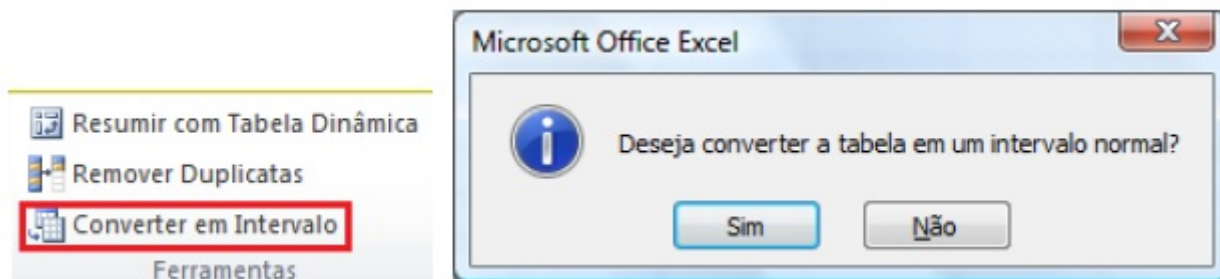 Resumir com Tabela Dinâmica
Remover Duplicatas
Converter em Intervalo
Ferramentas
Microsoft Office Excel
X
Deseja converter a tabela em um intervalo normal?
Sim
Não